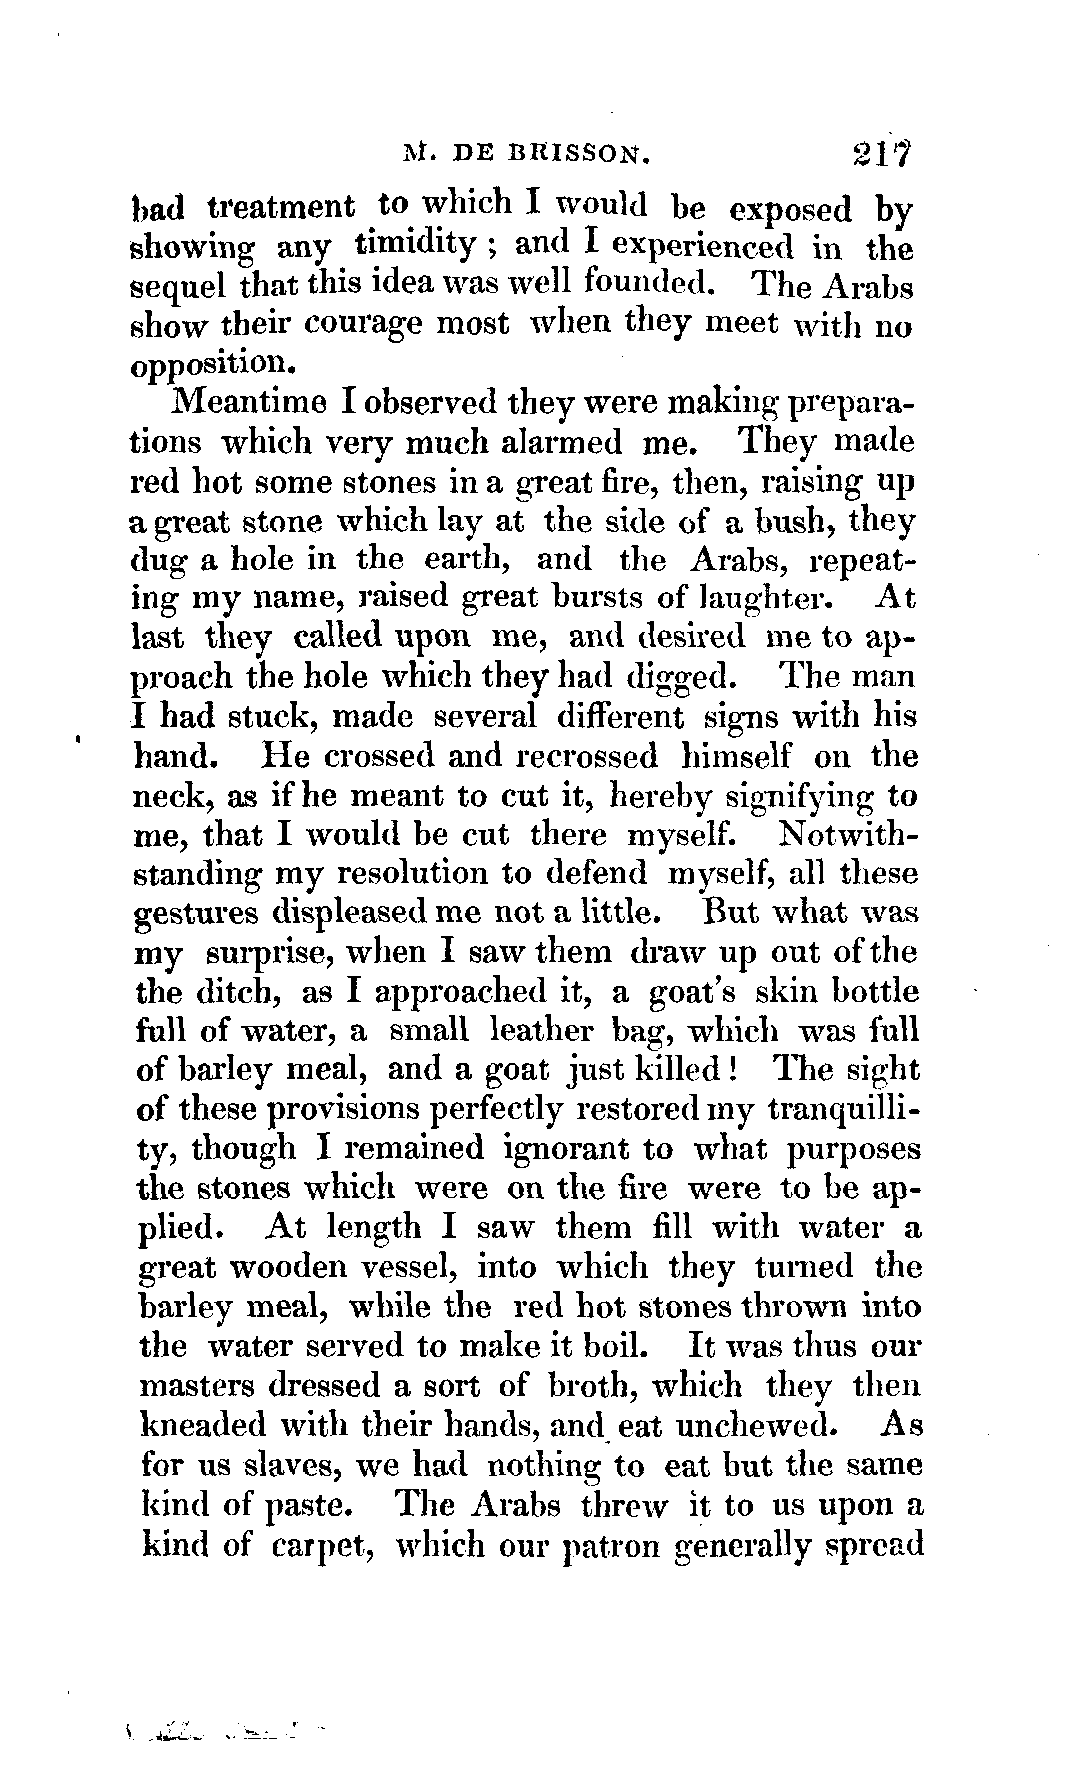 M. DE BRISSON. 217
bad treatment to which I would be exposed by
showing any timidity ; and I experienced in the
sequel that this idea was well founded. The Arabs
show their courage most when they meet with no
opposition.
Meantime I observed they were making prepara-
tions which very much alarmed me. They made
red hot some stones in a great fire, then, raising up
a great stone which lay at the side of a bush, they
dug a hole in the earth, and the Arabs, repeat-
ing my name, raised great bursts of laughter. At
last they called upon me, and desired me to ap-
proach the hole which they had digged. The man
I had stuck, made several different signs with his
hand. He crossed and recrossed himself on the
neck, as if he meant to cut it, hereby signifying to
me, that I would be cut there myself. Notwith-
standing my resolution to defend myself, all these
gestures displeased me not a little. But what was
my surprise, when I saw them draw up out of the
the ditch, as I approached it, a goat's skin bottle
full of water, a small leather bag, which was full
of barley meal, and a goat just killed ! The sight
of these provisions perfectly restored my tranquilli-
ty, though I remained ignorant to what purposes
the stones which were on the fire were to be ap-
plied. At length I saw them fill with water a
great wooden vessel, into which they turned the
barley meal, while the red hot stones thrown into
the water served to make it boil. It was thus our
masters dressed a sort of broth, which they then
kneaded with their hands, and eat unchewed. As
for us slaves, we had nothing to eat but the same
kind of paste. The Arabs threw it to us upon a
kind of carpet, which our patron generally spread